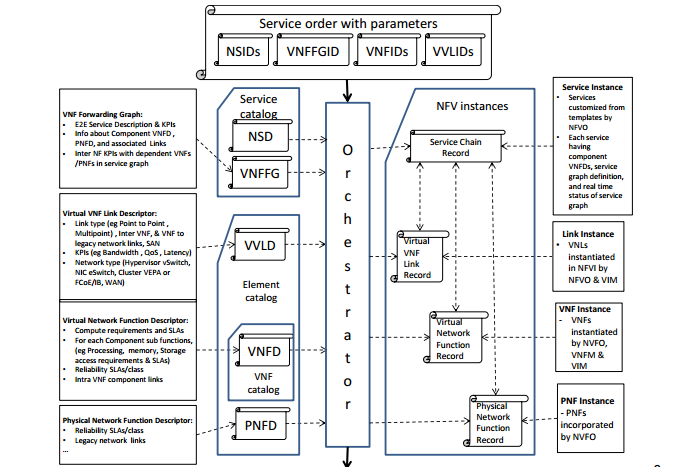 Service order with parameters
NSIDs
VNFFGID
VNFIDs
VVLIDs
VNF Forwarding Graph:
• E2E Service Description & KPIs
• Info about Component VNFD ,
PNFD, and associated Links
• Inter NF KPIs with dependent VNFs
/PNFs in service graph
Virtual VNF Link Descriptor:
• Link type (eg Point to Point ,
Multipoint) , Inter VNF, & VNF to
legacy network links, SAN
• KPIs (eg Bandwidth , QoS , Latency)
• Network type (Hypervisor vSwitch,
NIC eSwitch, Cluster VEPA or
FCoE/IB, WAN)
Virtual Network Function Descriptor:
• Compute requirements and SLAs
• For each Component sub functions,
(eg Processing, memory, Storage
access requirements & SLAs)
• Reliability SLAs/class
• Intra VNF component links
Physical Network Function Descriptor:
• Reliability SLAs/class
• Legacy network links
...
Service
catalog
NSD
VNFFG
VVLD
Element
catalog
VNFD
VNF
catalog
PNFD
O
r
c
h
e
s
t
r
a
t
o
r
NFV instances
Service Chain
Record
Virtual
VNF
Link
Record
Virtual
Network
Function
Record
Physical
Network
Function
Record
Service Instance
• Services
customized from
templates by
NFVO
• Each service
having
component
VNFDs, service
graph definition,
and real time
status of service
graph
Link Instance
- VNLs
instantiated
in NFVI by
NFVO & VIM
VNF Instance
- VNFs
instantiated
by NVFO,
VNFM &
VIM
PNF Instance
- PNFs
incorporated
by NVFO